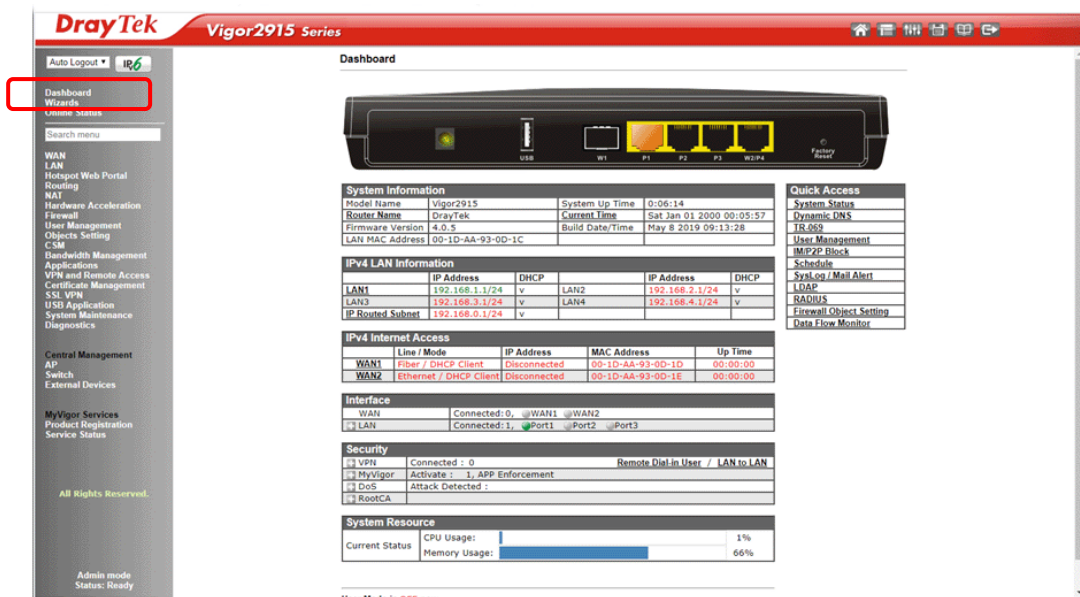 DrayTek Vigor2915 Series
Auto Logout IPv6
Dashboard
Wizards
Online Status
Search menu
WAN
LAN
Hotspot Web Portal
Routing
NAT
Hardware Acceleration
Firewall
User Management
Objects Setting
CSM
Bandwidth Management
Applications
VPN and Remote Access
Certificate Management
SSL VPN
USB Application
System Maintenance
Diagnostics
Central Management
AP
Switch
External Devices
MyVigor Services
Product Registration
Service Status
All Rights Reserved.
Admin mode
Status: Ready
Dashboard
USB W1 P1 P2 P3 W2/P4 Factory Reset
System Information
Model Name Vigor2915 System Up Time 0:06:14
Router Name DrayTek Current Time Sat Jan 01 2000 00:05:57
Firmware Version 4.0.5 Build Date/Time May 8 2019 09:13:28
LAN MAC Address 00-1D-AA-93-0D-1C
IPv4 LAN Information
IP Address DHCP IP Address DHCP
LAN1 192.168.1.1/24 v LAN2 192.168.2.1/24 v
LAN3 192.168.3.1/24 v LAN4 192.168.4.1/24 v
IP Routed Subnet 192.168.0.1/24 v
IPv4 Internet Access
Line / Mode IP Address MAC Address Up Time
WAN1 Fiber / DHCP Client Disconnected 00-1D-AA-93-0D-1D 00:00:00
WAN2 Ethernet / DHCP Client Disconnected 00-1D-AA-93-0D-1E 00:00:00
Interface
WAN Connected: 0, WAN1 WAN2
LAN Connected: 1, Port1 Port2 Port3
Security
VPN Connected : 0 Remote Dial-in User / LAN to LAN
MyVigor Activate : 1, APP Enforcement
DoS Attack Detected :
RootCA
System Resource
Current Status
CPU Usage: 1%
Memory Usage: 66%
Quick Access
System Status
Dynamic DNS
TR-069
User Management
IM/P2P Block
Schedule
SysLog / Mail Alert
LDAP
RADIUS
Firewall Object Setting
Data Flow Monitor